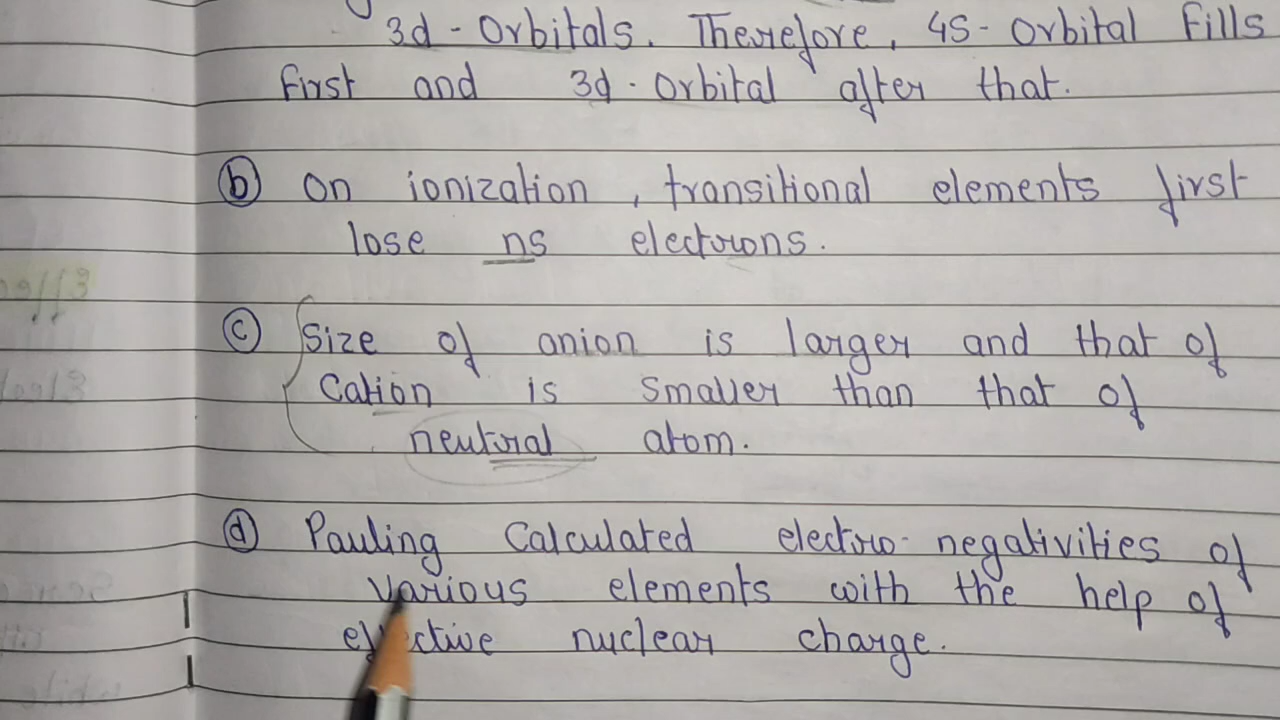 3d - Orbitals. Therefore, 4S - Orbital fills
first and 3d - Orbital after that.
(b) On ionization, transitional elements first
lose ns electrons.
(c) Size of anion is larger and that of
Cation is smaller than that of
neutral atom.
(d) Pauling Calculated electro-negativities of
various elements with the help of
effective nuclear charge.